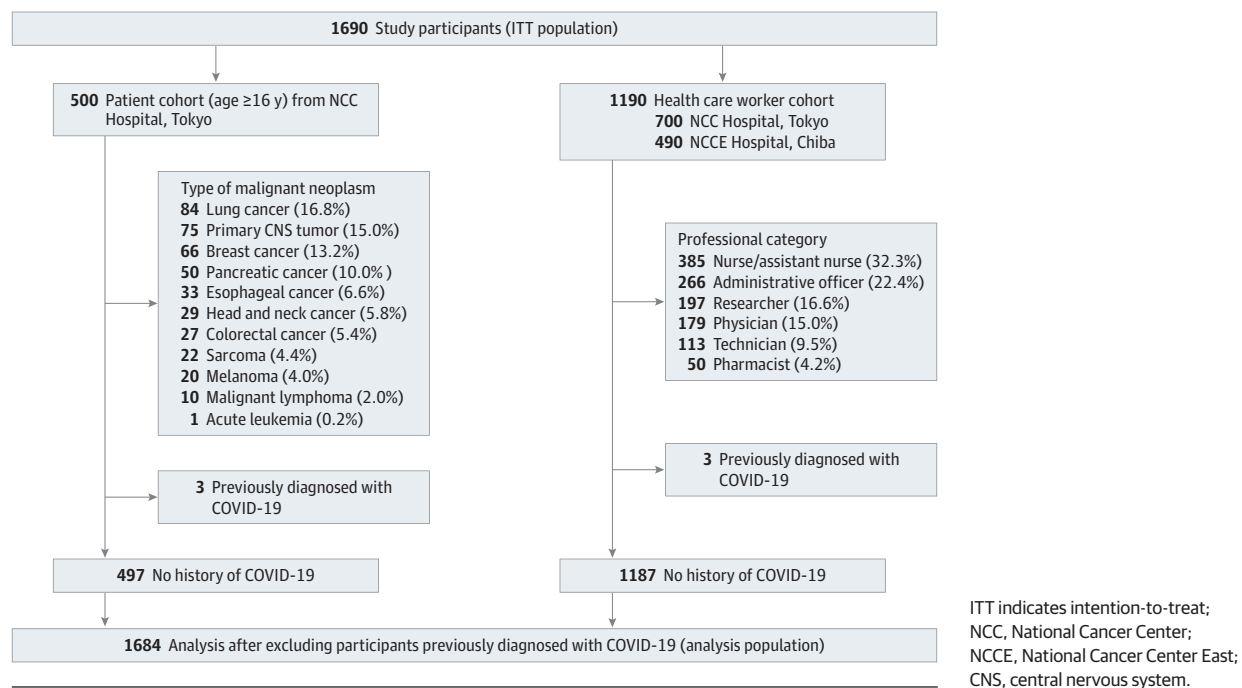 1690 Study participants (ITT population)
500 Patient cohort (age ≥16 y) from NCC
Hospital, Tokyo
1190 Health care worker cohort
700 NCC Hospital, Tokyo
490 NCCE Hospital, Chiba
Type of malignant neoplasm
84 Lung cancer (16.8%)
75 Primary CNS tumor (15.0%)
66 Breast cancer (13.2%)
50 Pancreatic cancer (10.0% )
33 Esophageal cancer (6.6%)
29 Head and neck cancer (5.8%)
27 Colorectal cancer (5.4%)
22 Sarcoma (4.4%)
20 Melanoma (4.0%)
10 Malignant lymphoma (2.0%)
1 Acute leukemia (0.2%)
Professional category
385 Nurse/assistant nurse (32.3%)
266 Administrative officer (22.4%)
197 Researcher (16.6%)
179 Physician (15.0%)
113 Technician (9.5%)
50 Pharmacist (4.2%)
3 Previously diagnosed with
COVID-19
3 Previously diagnosed with
COVID-19
497 No history of COVID-19
1187 No history of COVID-19
1684 Analysis after excluding participants previously diagnosed with COVID-19 (analysis population)
ITT indicates intention-to-treat;
NCC, National Cancer Center;
NCCE, National Cancer Center East;
CNS, central nervous system.